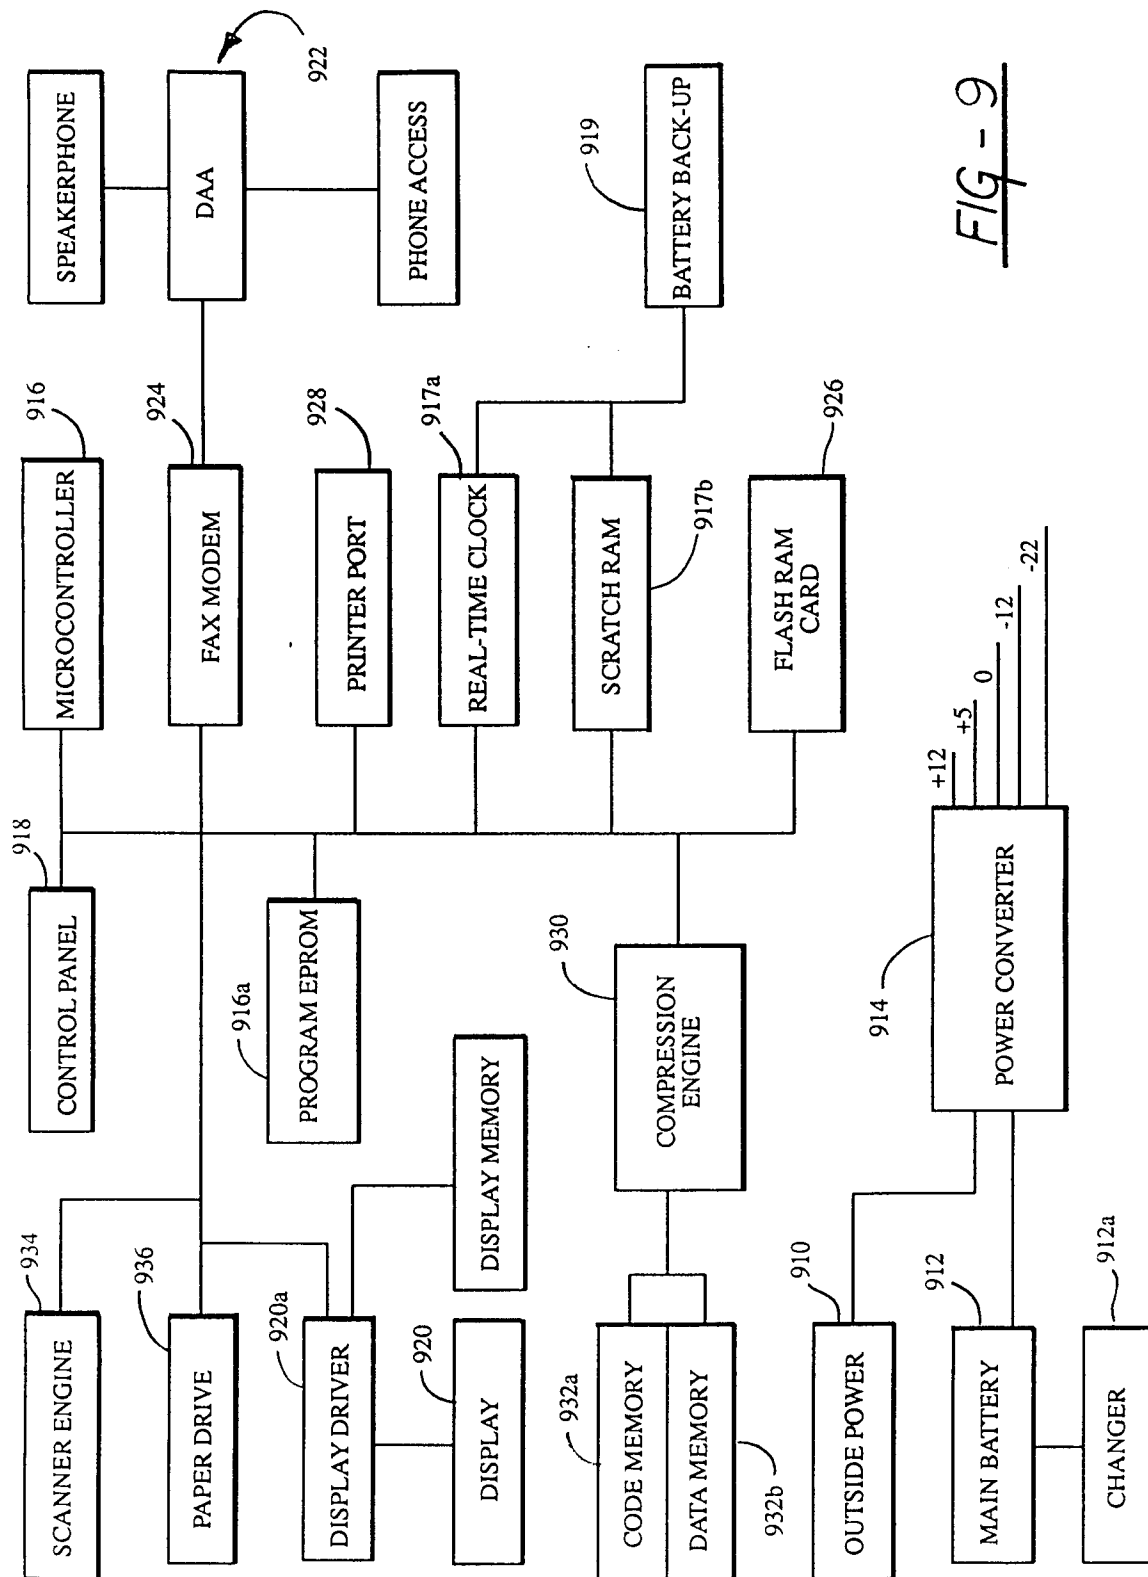 SCANNER ENGINE
934
CONTROL PANEL
918
MICROCONTROLLER
916
SPEAKERPHONE
PAPER DRIVE
936
FAX MODEM
924
DAA
922
DISPLAY DRIVER
920a
PROGRAM EPROM
916a
PRINTER PORT
928
PHONE ACCESS
DISPLAY
920
DISPLAY MEMORY
REAL-TIME CLOCK
917a
CODE MEMORY
932a
DATA MEMORY
932b
COMPRESSION
ENGINE
930
SCRATCH RAM
917b
BATTERY BACK-UP
919
OUTSIDE POWER
910
FLASH RAM
CARD
926
MAIN BATTERY
912
POWER CONVERTER
914
+12
+5
0
-12
-22
CHANGER
912a
FIG - 9